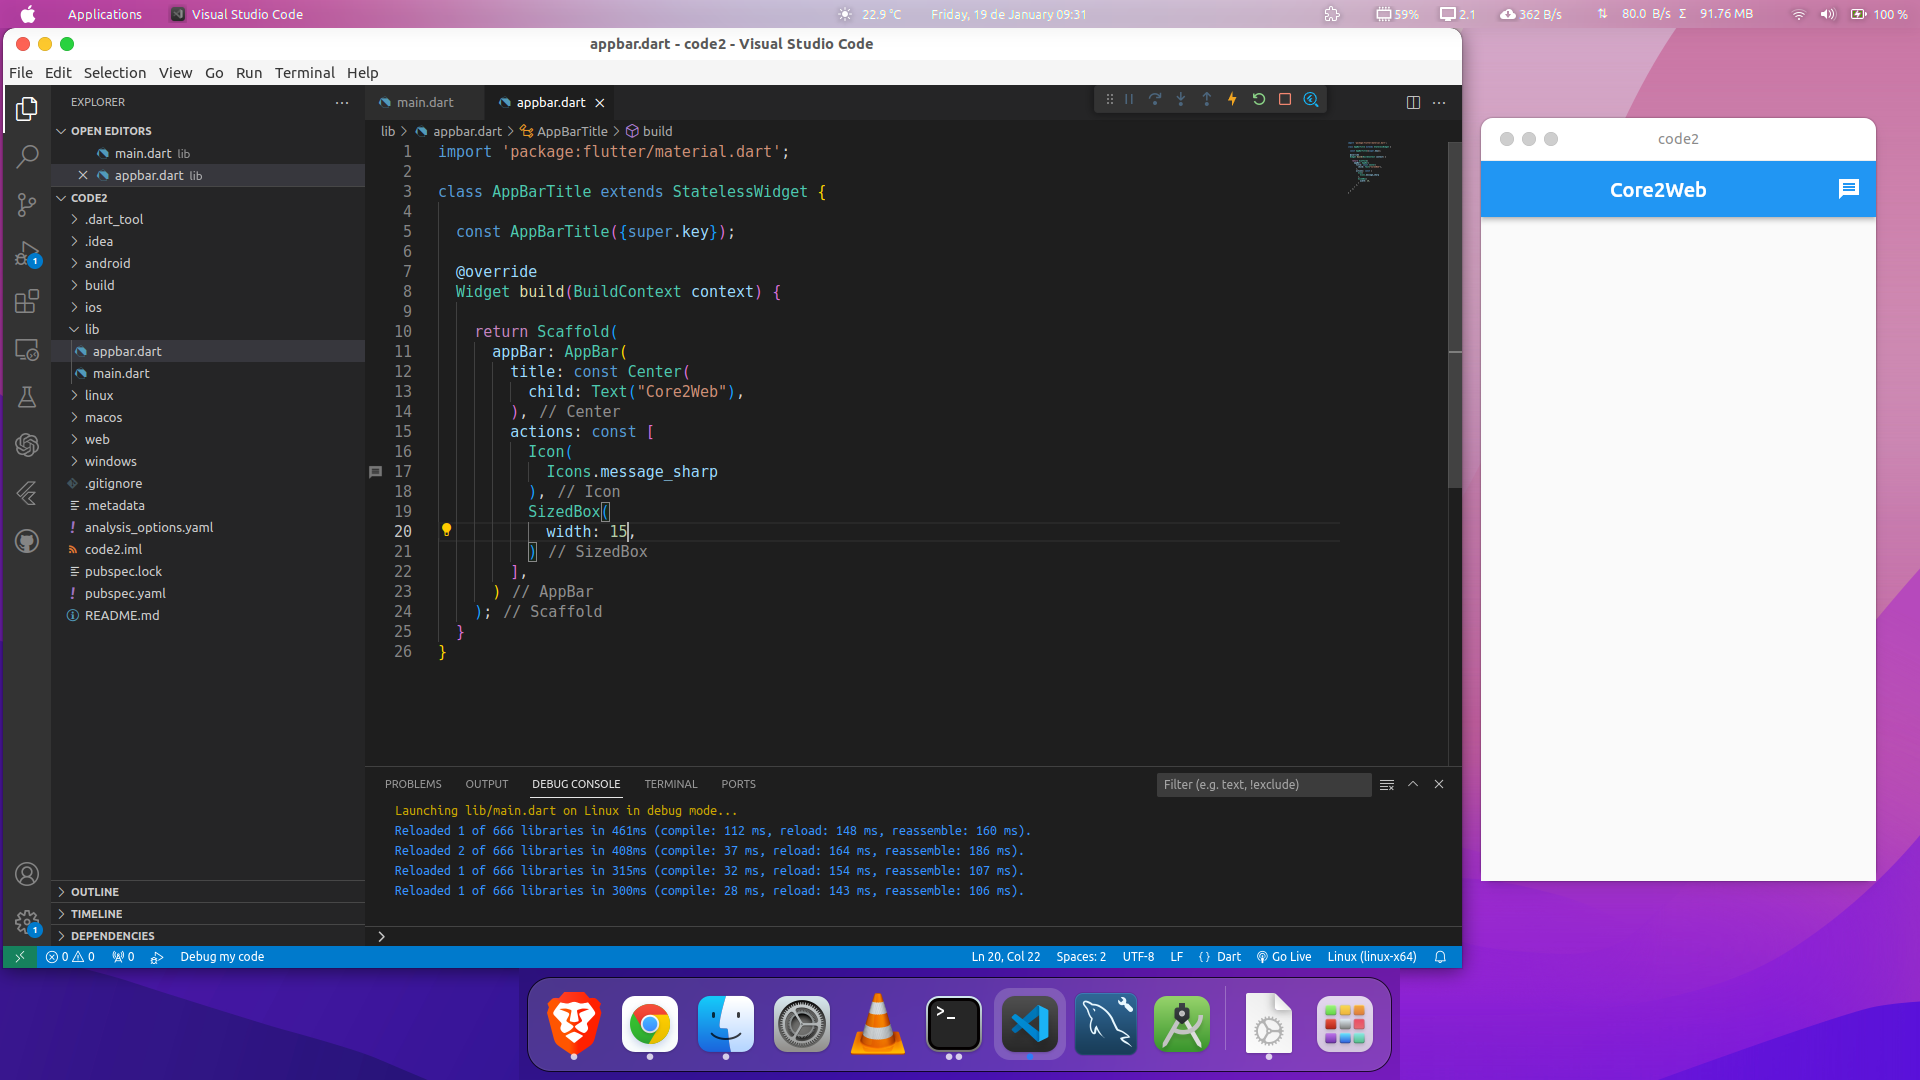 Applications Visual Studio Code 22.9 °C Friday, 19 de January 09:31 59% 2.1 362 B/s 80.0 B/s Σ 91.76 MB 100 %
appbar.dart - code2 - Visual Studio Code
File Edit Selection View Go Run Terminal Help
EXPLORER
OPEN EDITORS
main.dart lib
appbar.dart lib
CODE2
.dart_tool
.idea
android
build
ios
lib
appbar.dart
main.dart
linux
macos
web
windows
.gitignore
.metadata
! analysis_options.yaml
code2.iml
pubspec.lock
! pubspec.yaml
README.md
OUTLINE
TIMELINE
DEPENDENCIES
1
1
main.dart appbar.dart
lib > appbar.dart > AppBarTitle > build
1 import 'package:flutter/material.dart';
2
3 class AppBarTitle extends StatelessWidget {
4
5 const AppBarTitle({super.key});
6
7 @override
8 Widget build(BuildContext context) {
9
10 return Scaffold(
11 appBar: AppBar(
12 title: const Center(
13 child: Text("Core2Web"),
14 ), // Center
15 actions: const [
16 Icon(
17 Icons.message_sharp
18 ), // Icon
19 SizedBox(
20 width: 15,
21 ) // SizedBox
22 ],
23 ) // AppBar
24 ); // Scaffold
25 }
26 }
PROBLEMS OUTPUT DEBUG CONSOLE TERMINAL PORTS Filter (e.g. text, !exclude)
Launching lib/main.dart on Linux in debug mode...
Reloaded 1 of 666 libraries in 461ms (compile: 112 ms, reload: 148 ms, reassemble: 160 ms).
Reloaded 2 of 666 libraries in 408ms (compile: 37 ms, reload: 164 ms, reassemble: 186 ms).
Reloaded 1 of 666 libraries in 315ms (compile: 32 ms, reload: 154 ms, reassemble: 107 ms).
Reloaded 1 of 666 libraries in 300ms (compile: 28 ms, reload: 143 ms, reassemble: 106 ms).
>
0 0 0 Debug my code Ln 20, Col 22 Spaces: 2 UTF-8 LF {} Dart Go Live Linux (linux-x64)
code2
Core2Web
>_